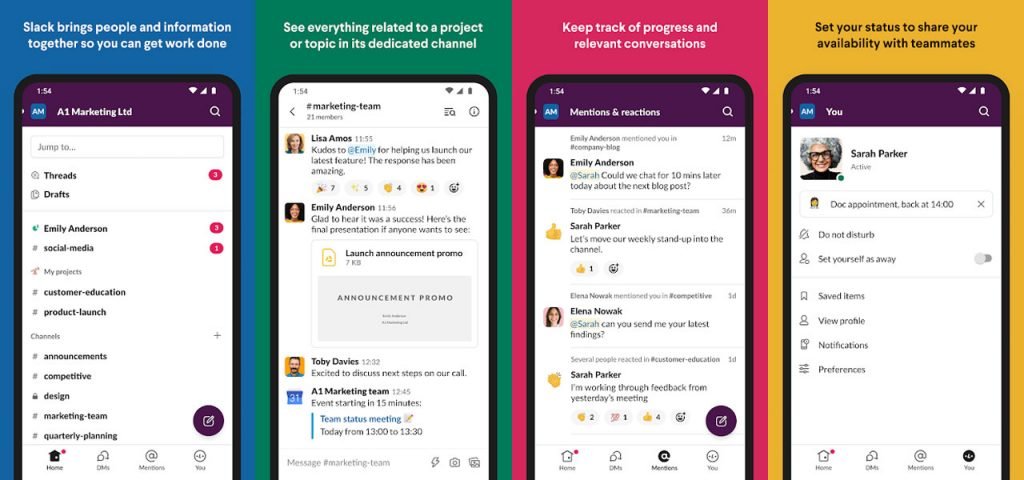 Slack brings people and information
together so you can get work done
1:54
AM A1 Marketing Ltd
Jump to...
Threads 3
Drafts
Emily Anderson 3
# social-media 1
My projects
# customer-education
# product-launch
Channels +
# announcements
# competitive
design
# marketing-team
# quarterly-planning
Home DMs Mentions You
See everything related to a project
or topic in its dedicated channel
1:54
#marketing-team
21 members
Lisa Amos 11:55
Kudos to @Emily for helping us launch our
latest feature! The response has been
amazing.
7 5 4 1
Emily Anderson 11:56
Glad to hear it was a success! Here's the
final presentation if anyone wants to see:
Launch announcement promo
7 KB
ANNOUNCEMENT PROMO
Emily Anderson
A1 Marketing Ltd
Toby Davies 12:32
Excited to discuss next steps on our call.
31
A1 Marketing team 12:45
Event starting in 15 minutes:
Team status meeting
Today from 13:00 to 13:30
Message #marketing-team
Keep track of progress and
relevant conversations
1:54
AM Mentions & reactions
Emily Anderson mentioned you in 12m
#company-blog
Emily Anderson
@Sarah Could we chat for 10 mins later
today about the next blog post?
Toby Davies reacted in #marketing-team 36m
Sarah Parker
Let's move our weekly stand-up into the
channel.
1
Elena Nowak mentioned you in #competitive 1d
Elena Nowak
@Sarah can you send me your latest
findings?
Several people reacted in #customer-education 1d
Sarah Parker
I'm working through feedback from
yesterday's meeting
2 100 1 4
Home DMs Mentions You
Set your status to share your
availability with teammates
1:54
AM You
Sarah Parker
Active
Doc appointment, back at 14:00
Do not disturb
Set yourself as away
Saved items
View profile
Notifications
Preferences
Home DMs Mentions You